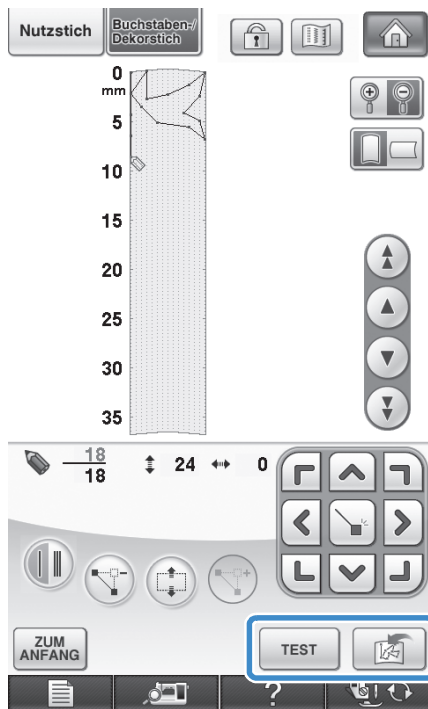 Nutzstich
Buchstaben-/
Dekorstich
0
mm
5
10
15
20
25
30
35
18
18
24
0
ZUM
ANFANG
TEST
?